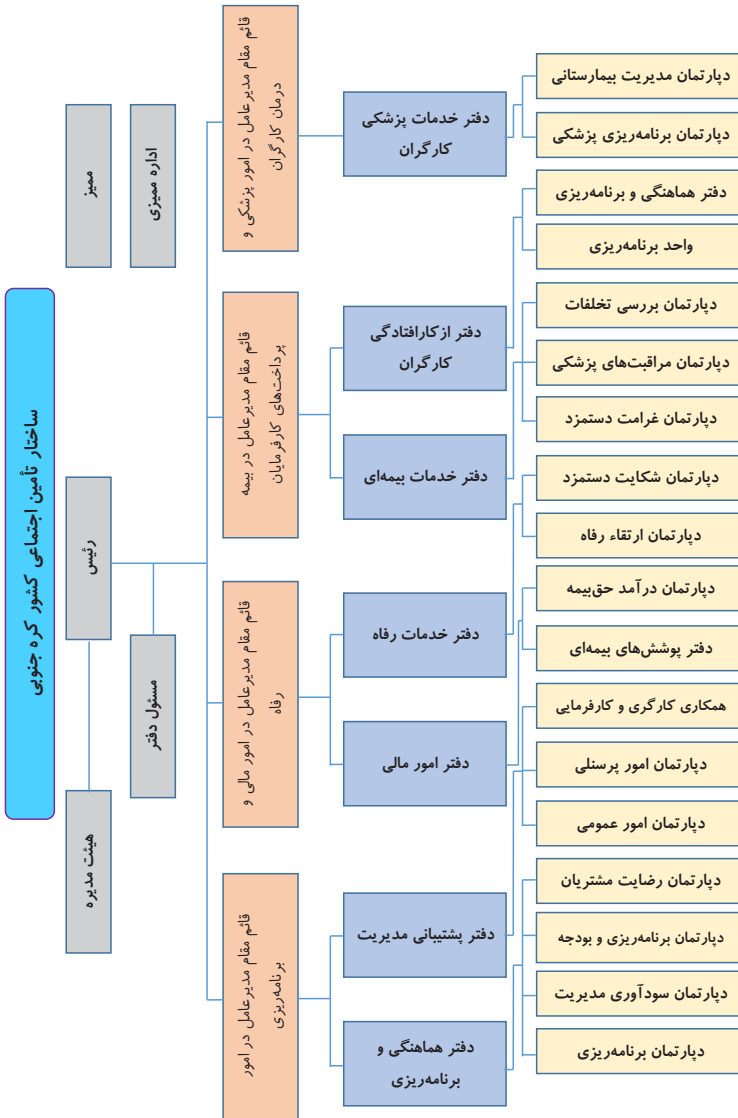 ساختار تأمین اجتماعی کشور کره جنوبی
ممیز
رئیس
هیئت مدیره
اداره ممیزی
مسئول دفتر
قائم مقام مدیرعامل در امور پزشکی و
درمان کارگران
قائم مقام مدیرعامل در بیمه
پرداخت‌های کارفرمایان
قائم مقام مدیرعامل در امور مالی و
رفاه
قائم مقام مدیرعامل در امور
برنامه‌ریزی
دفتر خدمات پزشکی
کارگران
دفتر ازکارافتادگی
کارگران
دفتر خدمات بیمه‌ای
دفتر خدمات رفاه
دفتر امور مالی
دفتر پشتیبانی مدیریت
دفتر هماهنگی و
برنامه‌ریزی
دپارتمان مدیریت بیمارستانی
دپارتمان برنامه‌ریزی پزشکی
دفتر هماهنگی و برنامه‌ریزی
واحد برنامه‌ریزی
دپارتمان بررسی تخلفات
دپارتمان مراقبت‌های پزشکی
دپارتمان غرامت دستمزد
دپارتمان شکایت دستمزد
دپارتمان ارتقاء رفاه
دپارتمان درآمد حق‌بیمه
دفتر پوشش‌های بیمه‌ای
همکاری کارگری و کارفرمایی
دپارتمان امور پرسنلی
دپارتمان امور عمومی
دپارتمان رضایت مشتریان
دپارتمان برنامه‌ریزی و بودجه
دپارتمان سودآوری مدیریت
دپارتمان برنامه‌ریزی